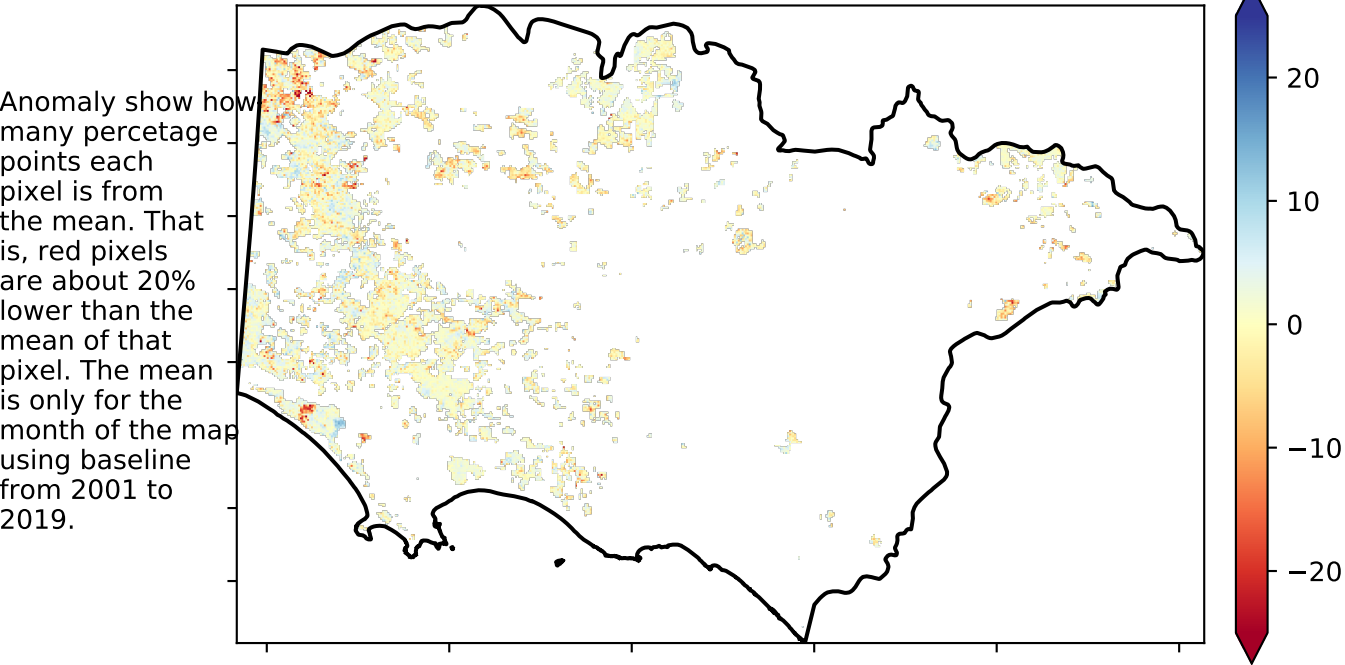 Anomaly show how
many percetage
points each
pixel is from
the mean. That
is, red pixels
are about 20%
lower than the
mean of that
pixel. The mean
is only for the
month of the map
using baseline
from 2001 to
2019.
20
10
0
−10
−20